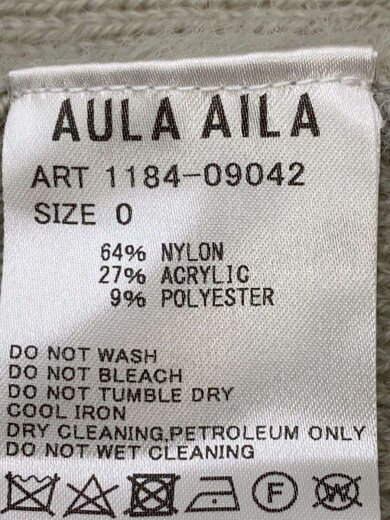 AULA AILA
ART 1184-09042
SIZE 0
64% NYLON
27% ACRYLIC
9% POLYESTER
DO NOT WASH
DO NOT BLEACH
DO NOT TUMBLE DRY
COOL IRON
DRY CLEANING,PETROLEUM ONLY
DO NOT WET CLEANING
F W